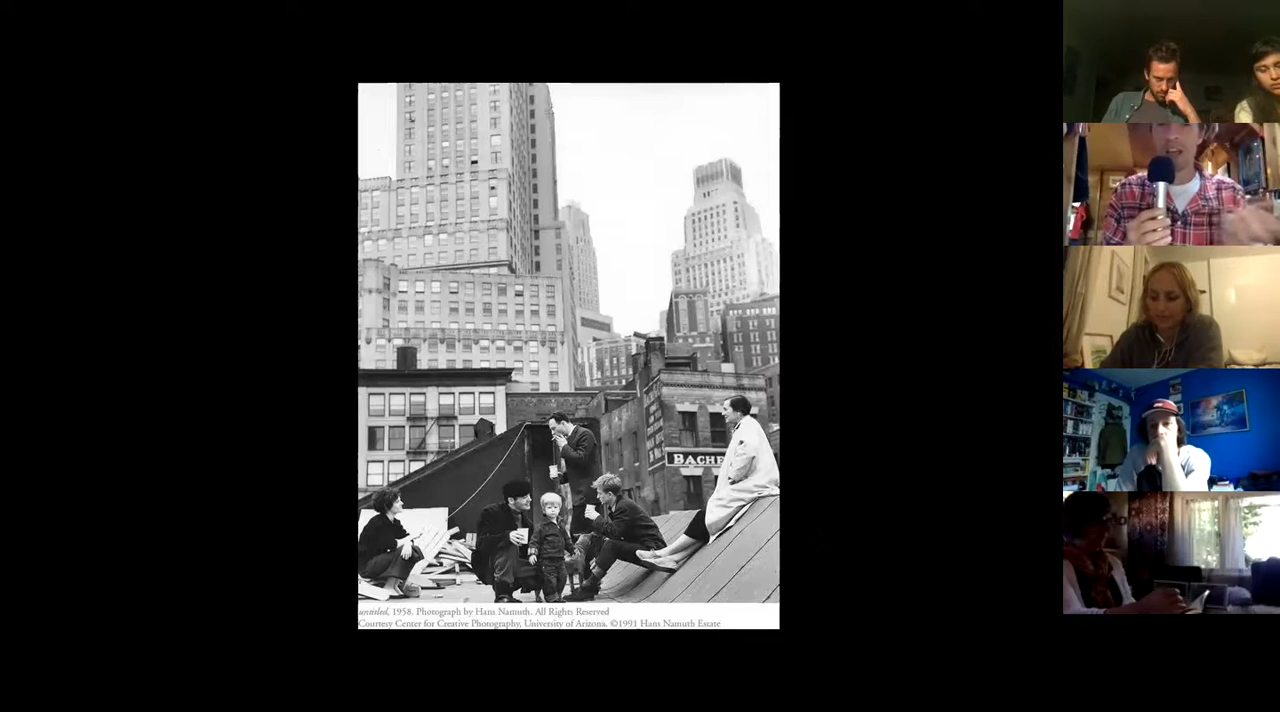 BACHE
untitled, 1958. Photograph by Hans Namuth. All Rights Reserved
Courtesy Center for Creative Photography, University of Arizona. ©1991 Hans Namuth Estate